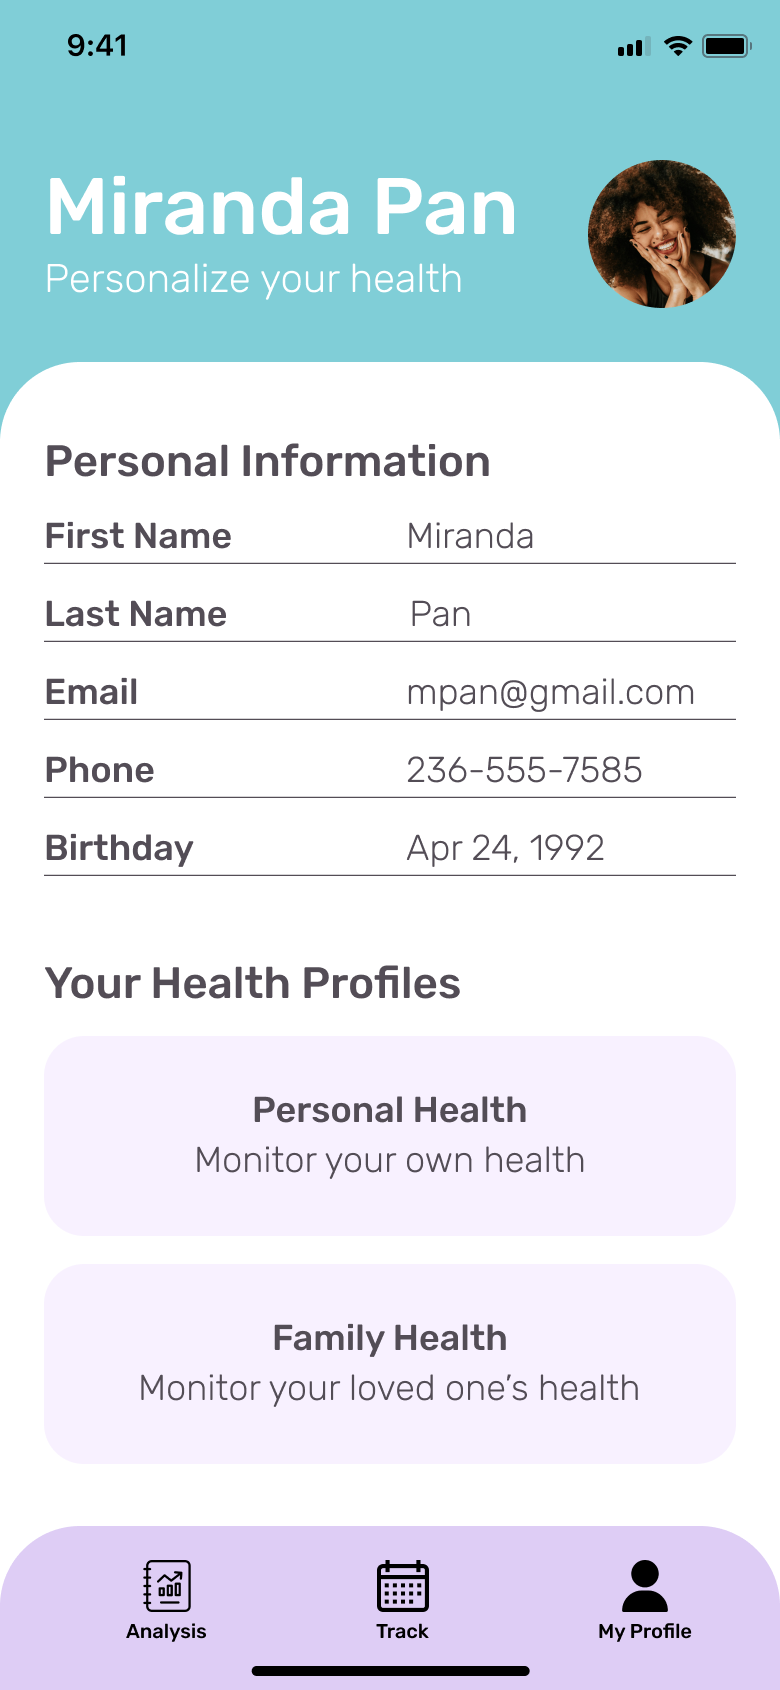 9:41
Miranda Pan
Personalize your health
Personal Information
First Name Miranda
Last Name Pan
Email mpan@gmail.com
Phone 236-555-7585
Birthday Apr 24, 1992
Your Health Profiles
Personal Health
Monitor your own health
Family Health
Monitor your loved one’s health
Analysis Track My Profile